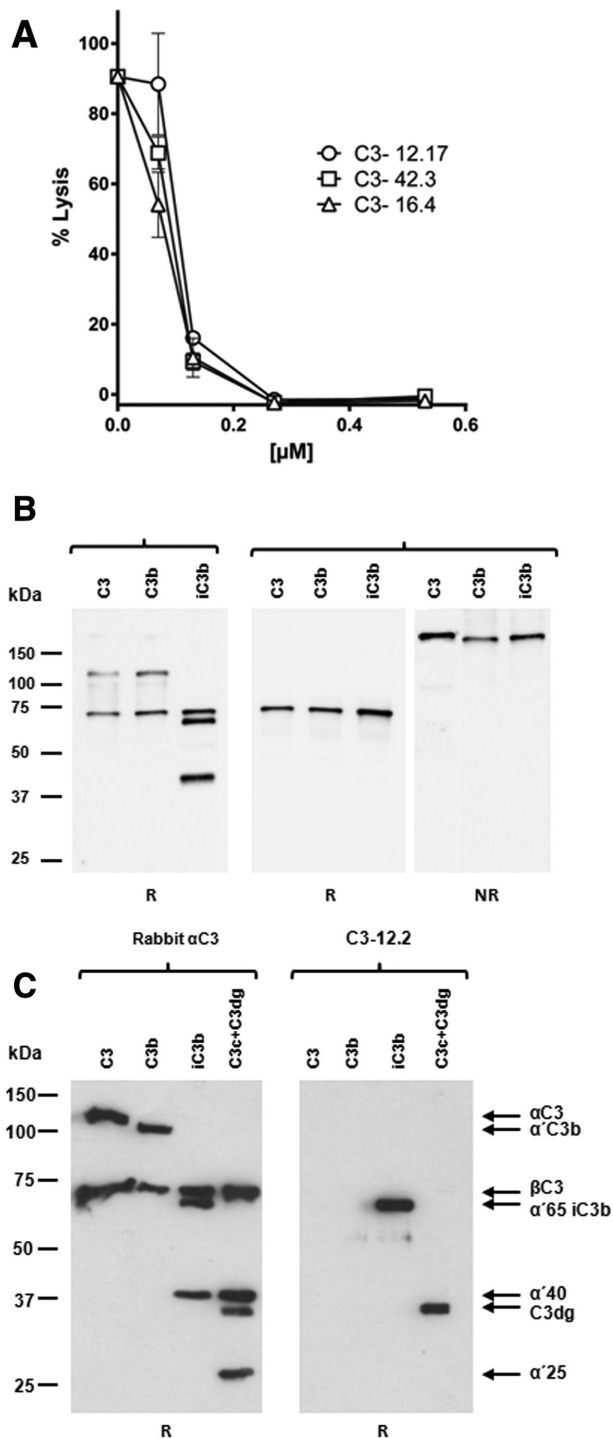 A
% Lysis
100
80
60
40
20
0
0.0 0.2 0.4 0.6
[µM]
C3- 12.17
C3- 42.3
C3- 16.4
B
kDa
C3 C3b iC3b C3 C3b iC3b C3 C3b iC3b
150
100
75
50
37
25
R R NR
C
Rabbit αC3 C3-12.2
kDa
C3 C3b iC3b C3c+C3dg C3 C3b iC3b C3c+C3dg
150
100
75
50
37
25
αC3
α´C3b
βC3
α´65 iC3b
α´40
C3dg
α´25
R R